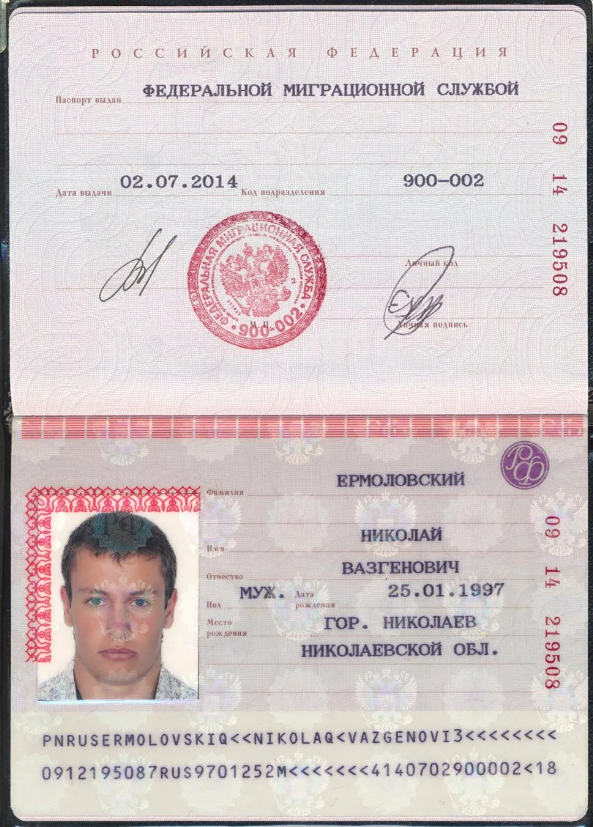 РОССИЙСКАЯ ФЕДЕРАЦИЯ
Паспорт выдан ФЕДЕРАЛЬНОЙ МИГРАЦИОННОЙ СЛУЖБОЙ
Дата выдачи 02.07.2014 Код подразделения 900-002
09 14 219508
ФЕДЕРАЛЬНАЯ МИГРАЦИОННАЯ СЛУЖБА
900-002
Личный код
Личная подпись
РФ
Фамилия ЕРМОЛОВСКИЙ
Имя НИКОЛАЙ
Отчество ВАЗГЕНОВИЧ
Пол МУЖ. Дата рождения 25.01.1997
Место рождения ГОР. НИКОЛАЕВ
НИКОЛАЕВСКОЙ ОБЛ.
09 14 219508
PNRUSERMOLOVSKIQ<<NIKOLAQ<VAZGENOVI3<<<<<<<<
0912195087RUS9701252M<<<<<<<4140702900002<18